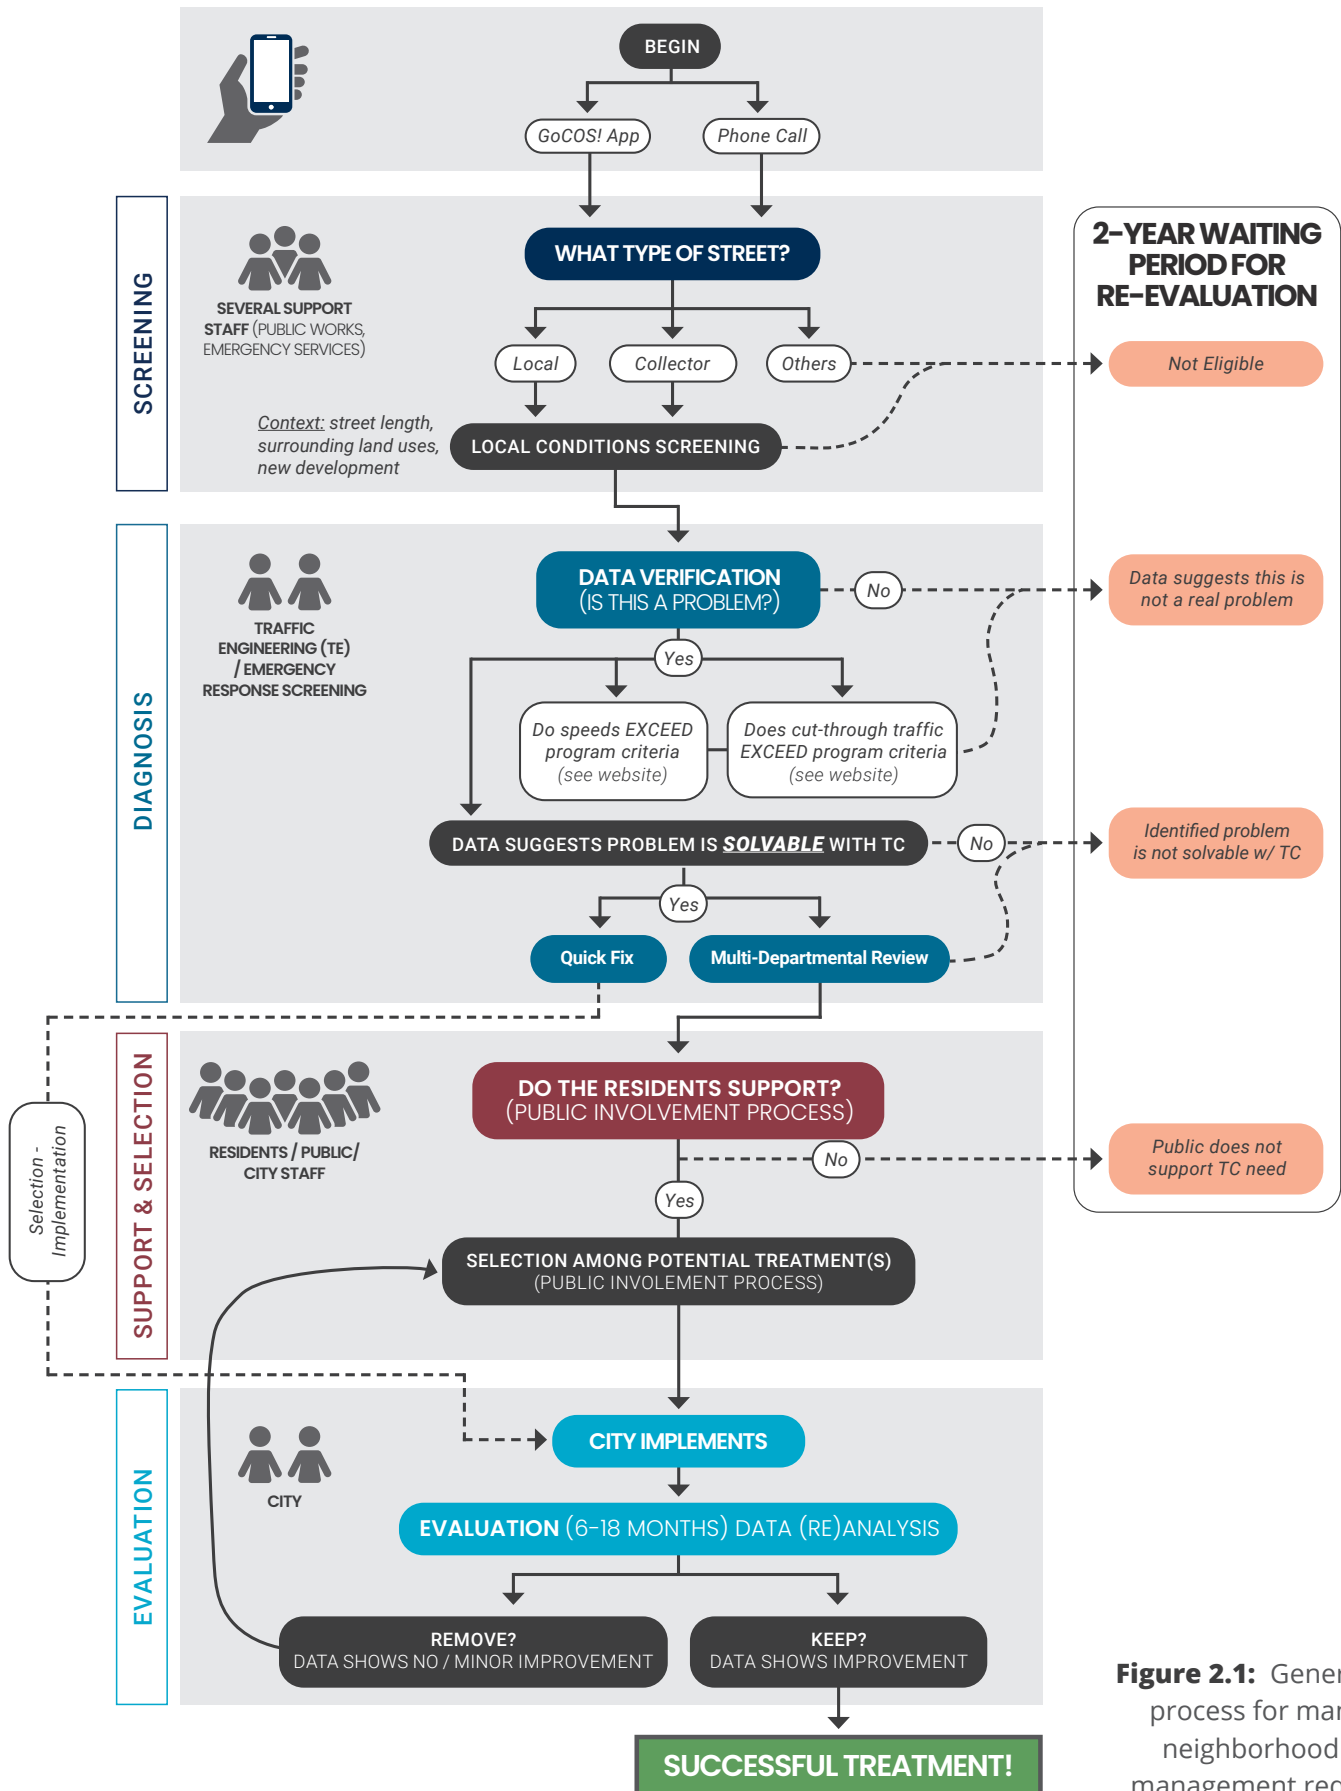 BEGIN
GoCOS! App
Phone Call
SCREENING
SEVERAL SUPPORT
STAFF (PUBLIC WORKS,
EMERGENCY SERVICES)
WHAT TYPE OF STREET?
Local
Collector
Others
Context: street length,
surrounding land uses,
new development
LOCAL CONDITIONS SCREENING
2-YEAR WAITING
PERIOD FOR
RE-EVALUATION
Not Eligible
DIAGNOSIS
TRAFFIC
ENGINEERING (TE)
/ EMERGENCY
RESPONSE SCREENING
DATA VERIFICATION
(IS THIS A PROBLEM?)
No
Data suggests this is
not a real problem
Yes
Do speeds EXCEED
program criteria
(see website)
Does cut-through traffic
EXCEED program criteria
(see website)
DATA SUGGESTS PROBLEM IS SOLVABLE WITH TC
No
Identified problem
is not solvable w/ TC
Yes
Quick Fix
Multi-Departmental Review
SUPPORT & SELECTION
RESIDENTS / PUBLIC/
CITY STAFF
DO THE RESIDENTS SUPPORT?
(PUBLIC INVOLVEMENT PROCESS)
No
Public does not
support TC need
Yes
Selection -
Implementation
SELECTION AMONG POTENTIAL TREATMENT(S)
(PUBLIC INVOLEMENT PROCESS)
EVALUATION
CITY
CITY IMPLEMENTS
EVALUATION (6-18 MONTHS) DATA (RE)ANALYSIS
REMOVE?
DATA SHOWS NO / MINOR IMPROVEMENT
KEEP?
DATA SHOWS IMPROVEMENT
SUCCESSFUL TREATMENT!
Figure 2.1: Gener
process for mar
neighborhood
management rec